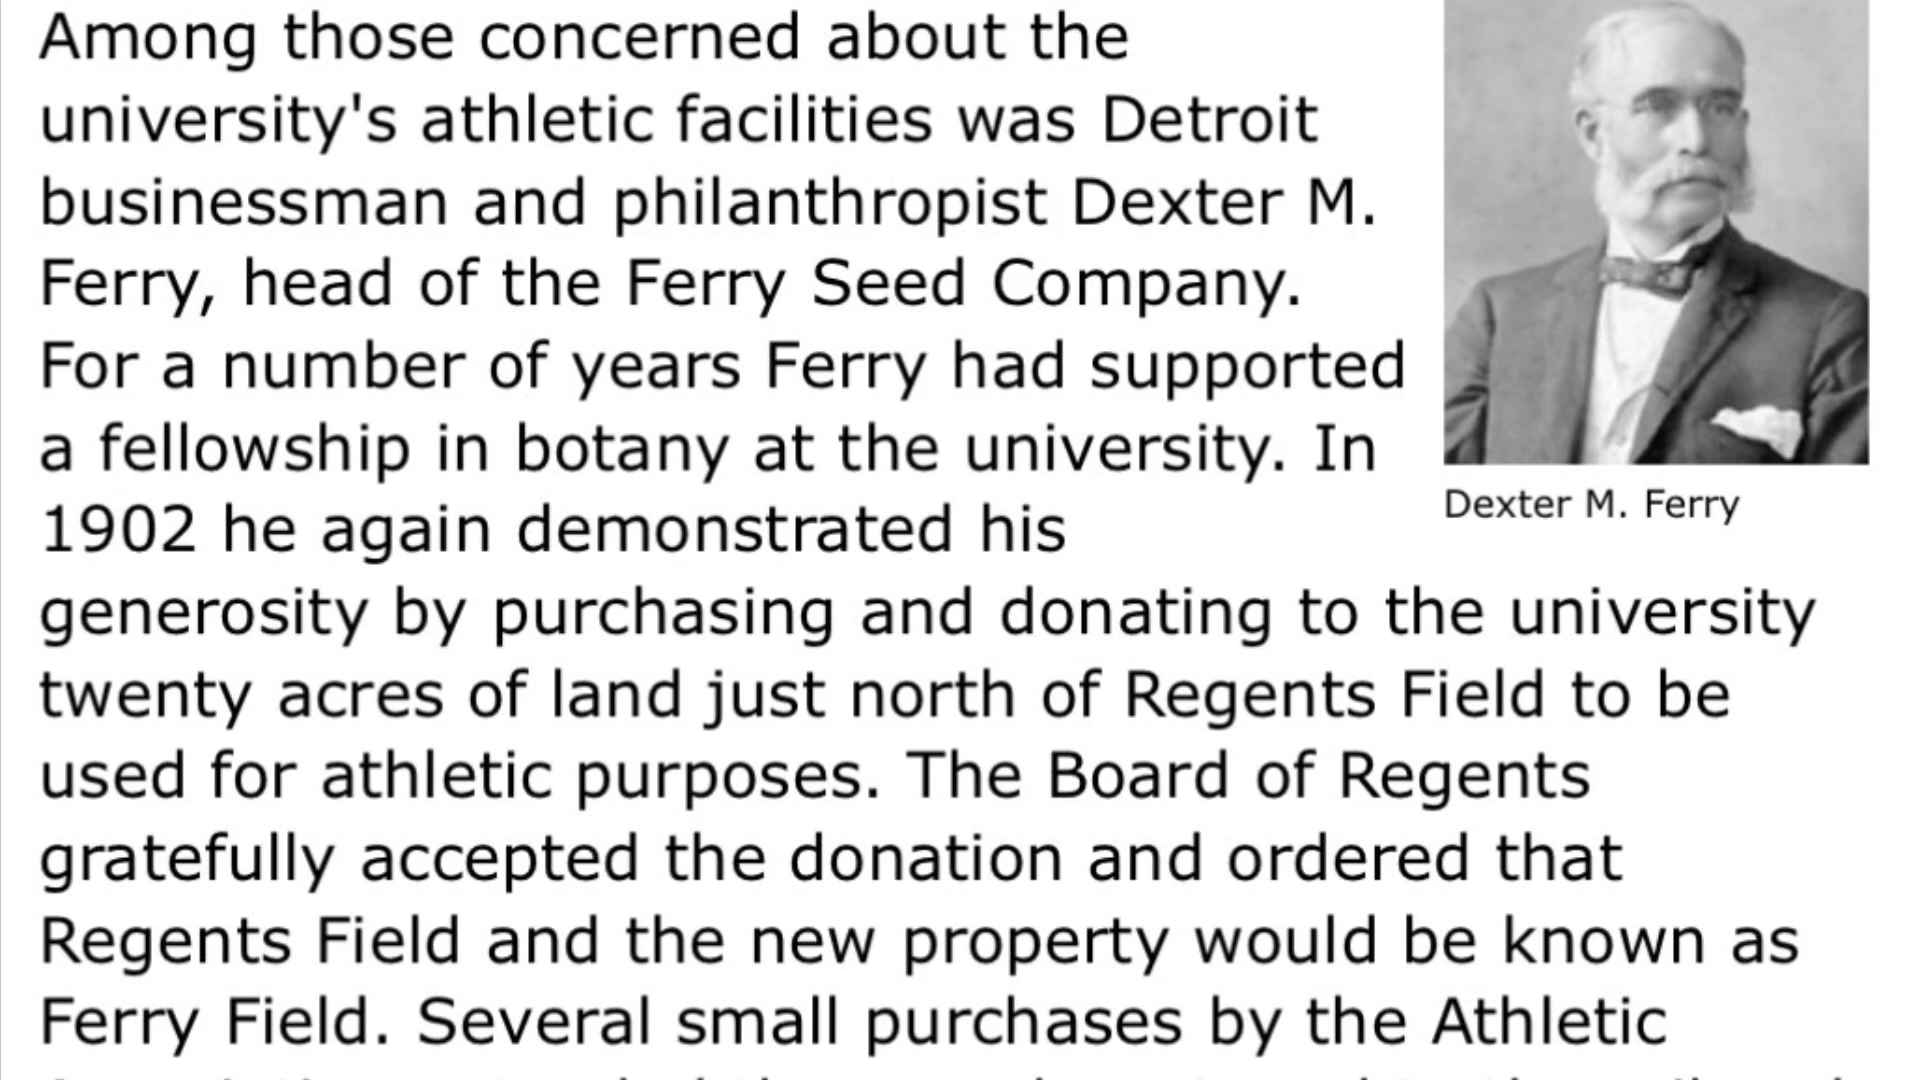 Among those concerned about the
university's athletic facilities was Detroit
businessman and philanthropist Dexter M.
Ferry, head of the Ferry Seed Company.
For a number of years Ferry had supported
a fellowship in botany at the university. In
1902 he again demonstrated his
generosity by purchasing and donating to the university
twenty acres of land just north of Regents Field to be
used for athletic purposes. The Board of Regents
gratefully accepted the donation and ordered that
Regents Field and the new property would be known as
Ferry Field. Several small purchases by the Athletic
Dexter M. Ferry